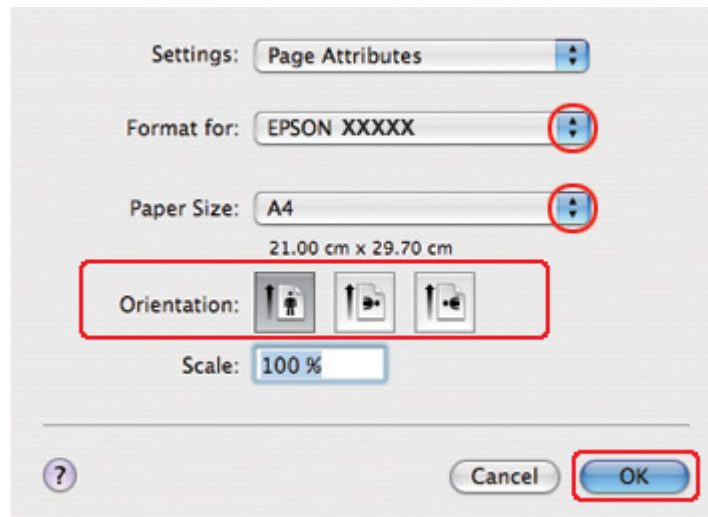 Settings: Page Attributes
Format for: EPSON XXXXX
Paper Size: A4
21.00 cm x 29.70 cm
Orientation:
Scale: 100 %
? Cancel OK